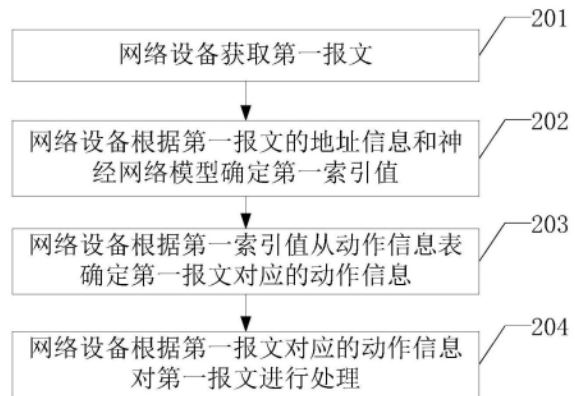 201
网络设备获取第一报文
202
网络设备根据第一报文的地址信息和神
经网络模型确定第一索引值
203
网络设备根据第一索引值从动作信息表
确定第一报文对应的动作信息
204
网络设备根据第一报文对应的动作信息
对第一报文进行处理